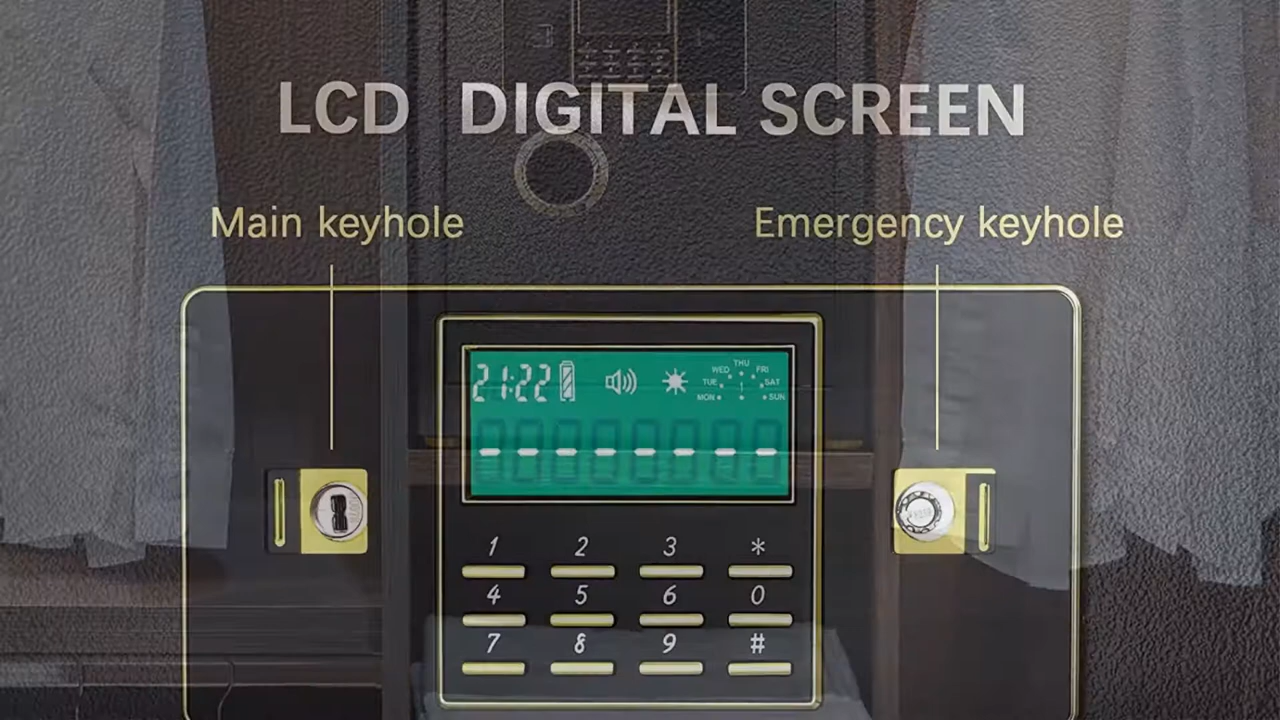 LCD DIGITAL SCREEN
Main keyhole
Emergency keyhole
21:22
MON TUE WED THU FRI SAT SUN
--------
1 2 3 *
4 5 6 0
7 8 9 #